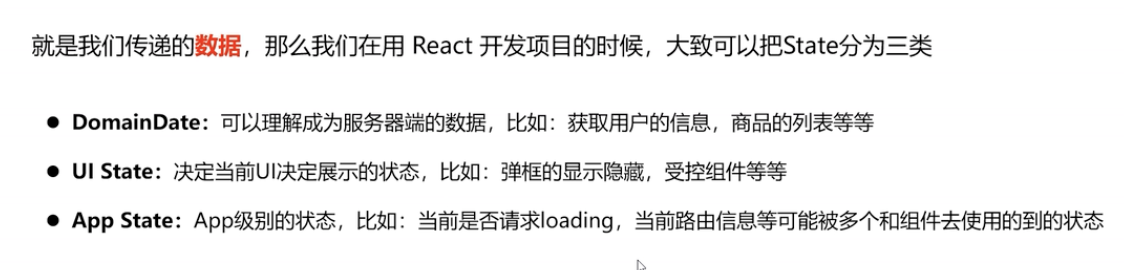 就是我们传递的数据，那么我们在用 React 开发项目的时候，大致可以把State分为三类
● DomainDate：可以理解成为服务器端的数据，比如：获取用户的信息，商品的列表等等
● UI State：决定当前UI决定展示的状态，比如：弹框的显示隐藏，受控组件等等
● App State：App级别的状态，比如：当前是否请求loading，当前路由信息等可能被多个和组件去使用的到的状态